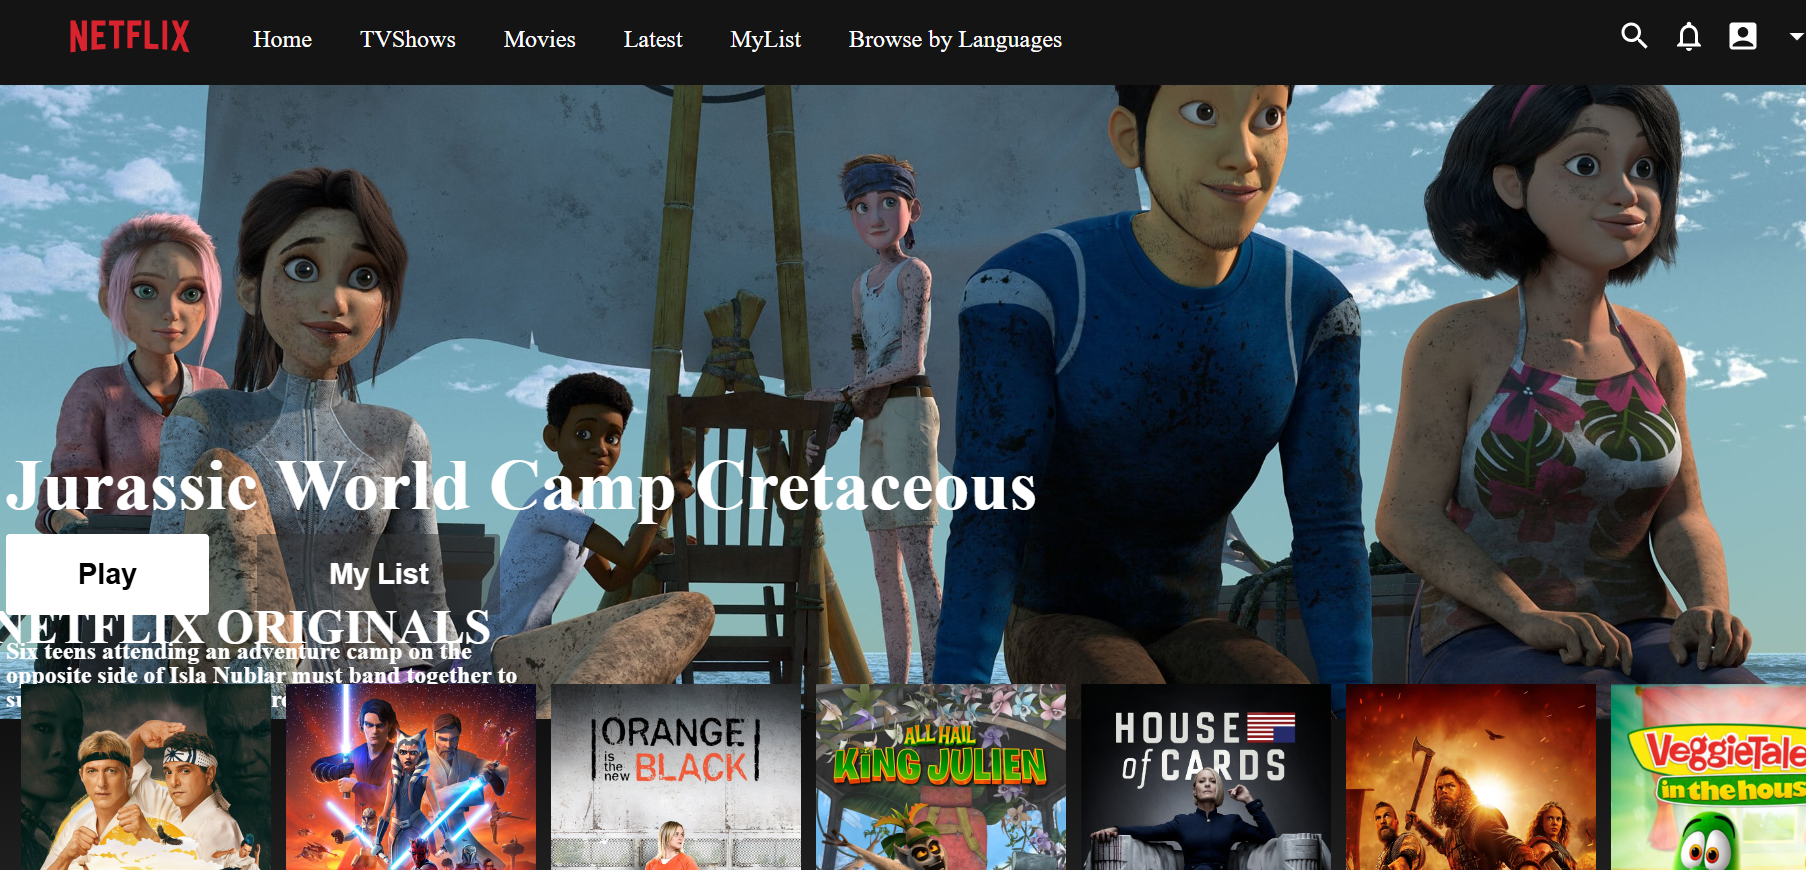 NETFLIX
Home
TVShows
Movies
Latest
MyList
Browse by Languages
Jurassic World Camp Cretaceous
Play
My List
NETFLIX ORIGINALS
Six teens attending an adventure camp on the
opposite side of Isla Nublar must band together to
ORANGE
is the new BLACK
ALL HAIL
KING JULIEN
HOUSE
of CARDS
VeggieTale
in the hous